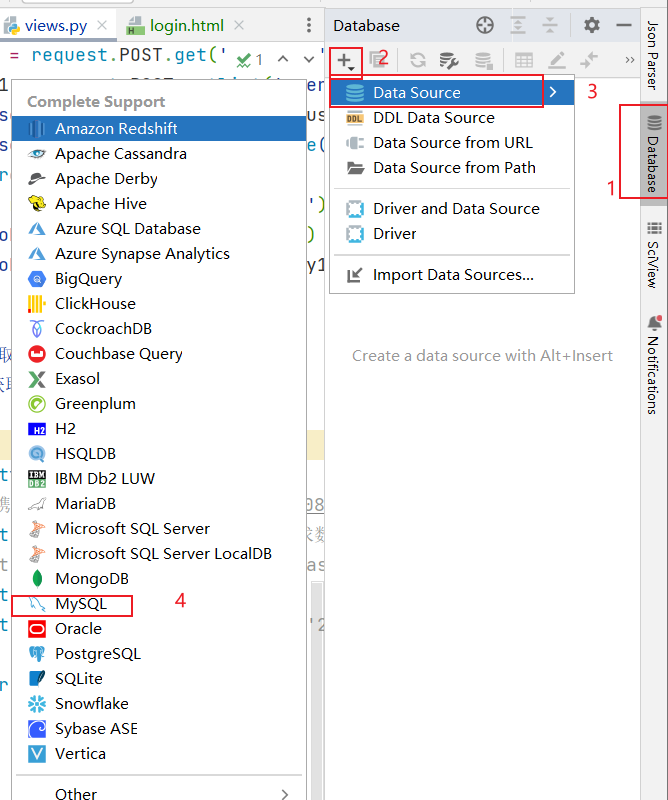 views.py
login.html
Database
= request.POST.get('
1
2
Complete Support
Amazon Redshift
Apache Cassandra
Apache Derby
Apache Hive
Azure SQL Database
Azure Synapse Analytics
BigQuery
ClickHouse
CockroachDB
Couchbase Query
Exasol
Greenplum
H2
HSQLDB
IBM Db2 LUW
MariaDB
Microsoft SQL Server
Microsoft SQL Server LocalDB
MongoDB
MySQL
4
Oracle
PostgreSQL
SQLite
Snowflake
Sybase ASE
Vertica
Other
Data Source
3
DDL Data Source
Data Source from URL
Data Source from Path
Driver and Data Source
Driver
Import Data Sources...
Create a data source with Alt+Insert
Json Parser
1
Database
SciView
Notifications